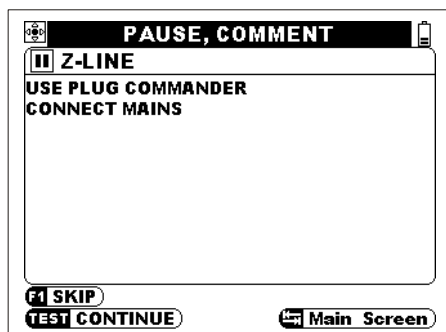 PAUSE, COMMENT
Z-LINE
USE PLUG COMMANDER
CONNECT MAINS
F1 SKIP
TEST CONTINUE
Main Screen